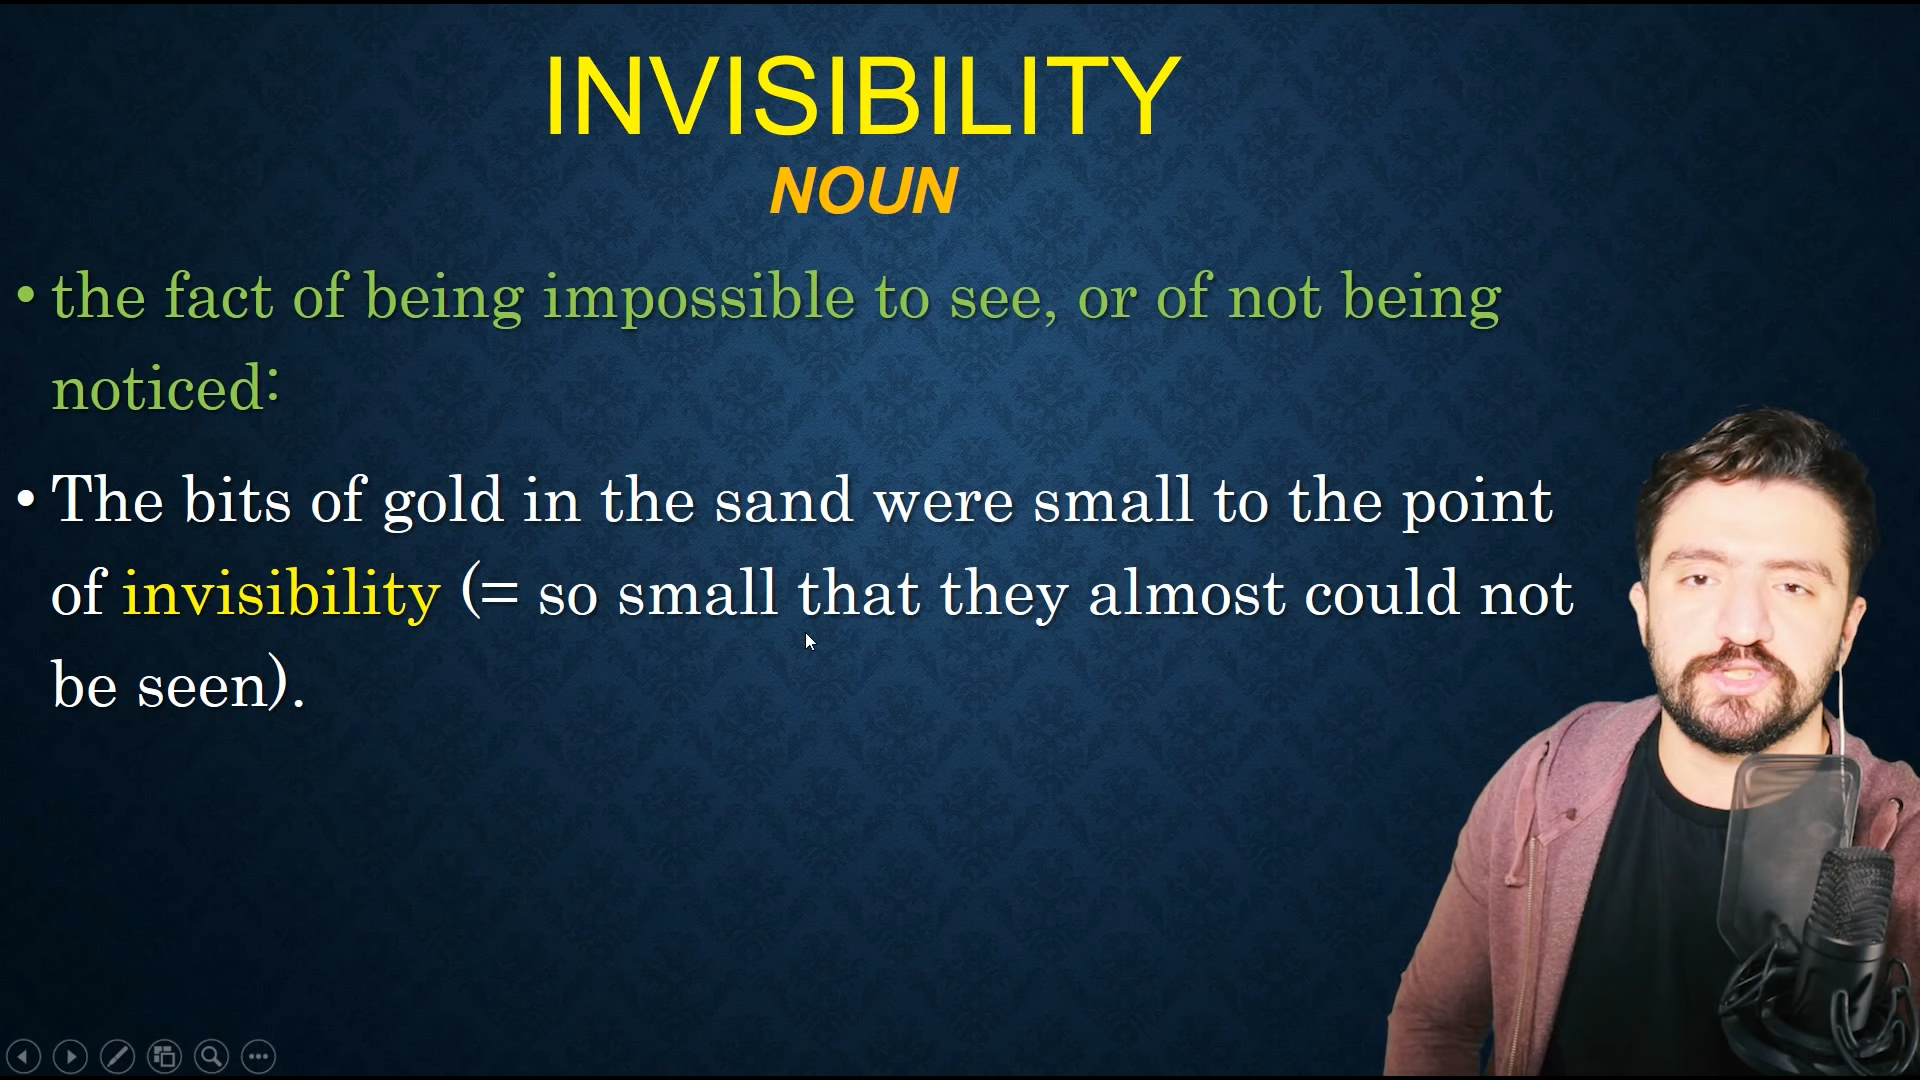 INVISIBILITY
NOUN
• the fact of being impossible to see, or of not being
noticed:
• The bits of gold in the sand were small to the point
of invisibility (= so small that they almost could not
be seen).